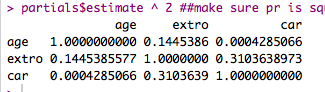 > partials$estimate ^ 2 ##make sure pr is squ
age extro car
age 1.0000000000 0.1445386 0.0004285066
extro 0.1445385577 1.0000000 0.3103638973
car 0.0004285066 0.3103639 1.0000000000